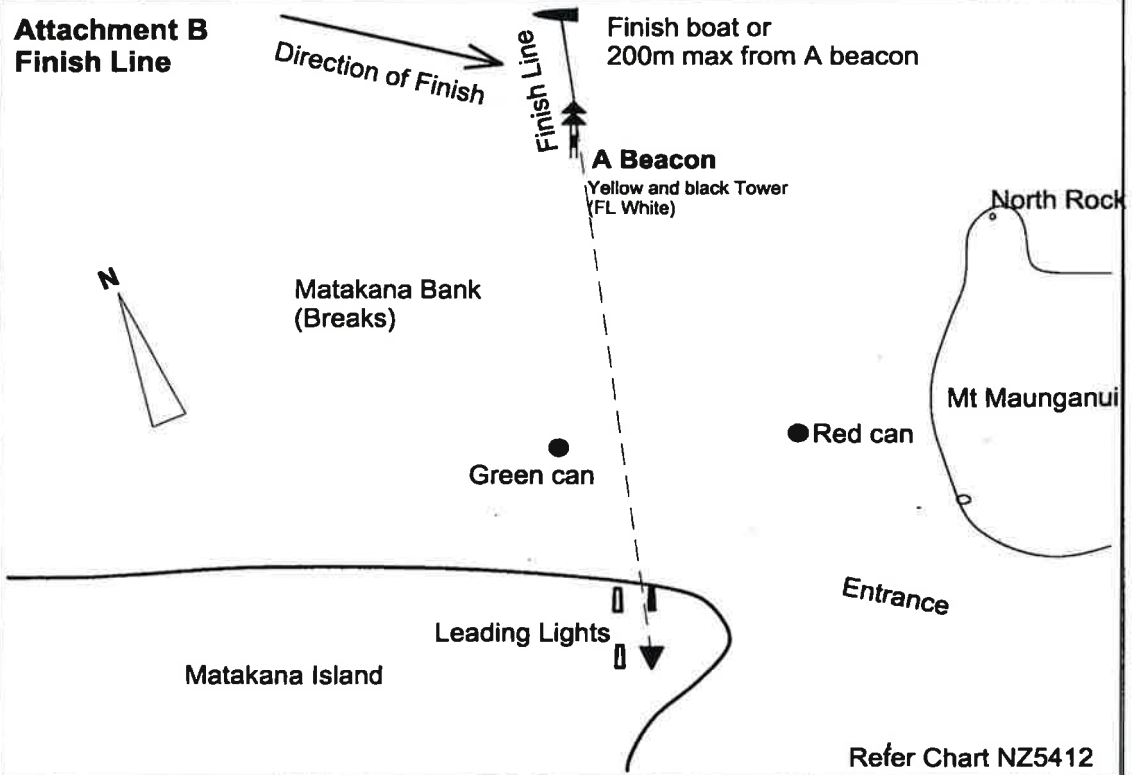 Attachment B
Finish Line
Direction of Finish
Finish Line
Finish boat or
200m max from A beacon
A Beacon
Yellow and black Tower
(FL White)
North Rock
N
Matakana Bank
(Breaks)
Mt Maunganui
Red can
Green can
Entrance
Leading Lights
Matakana Island
Refer Chart NZ5412